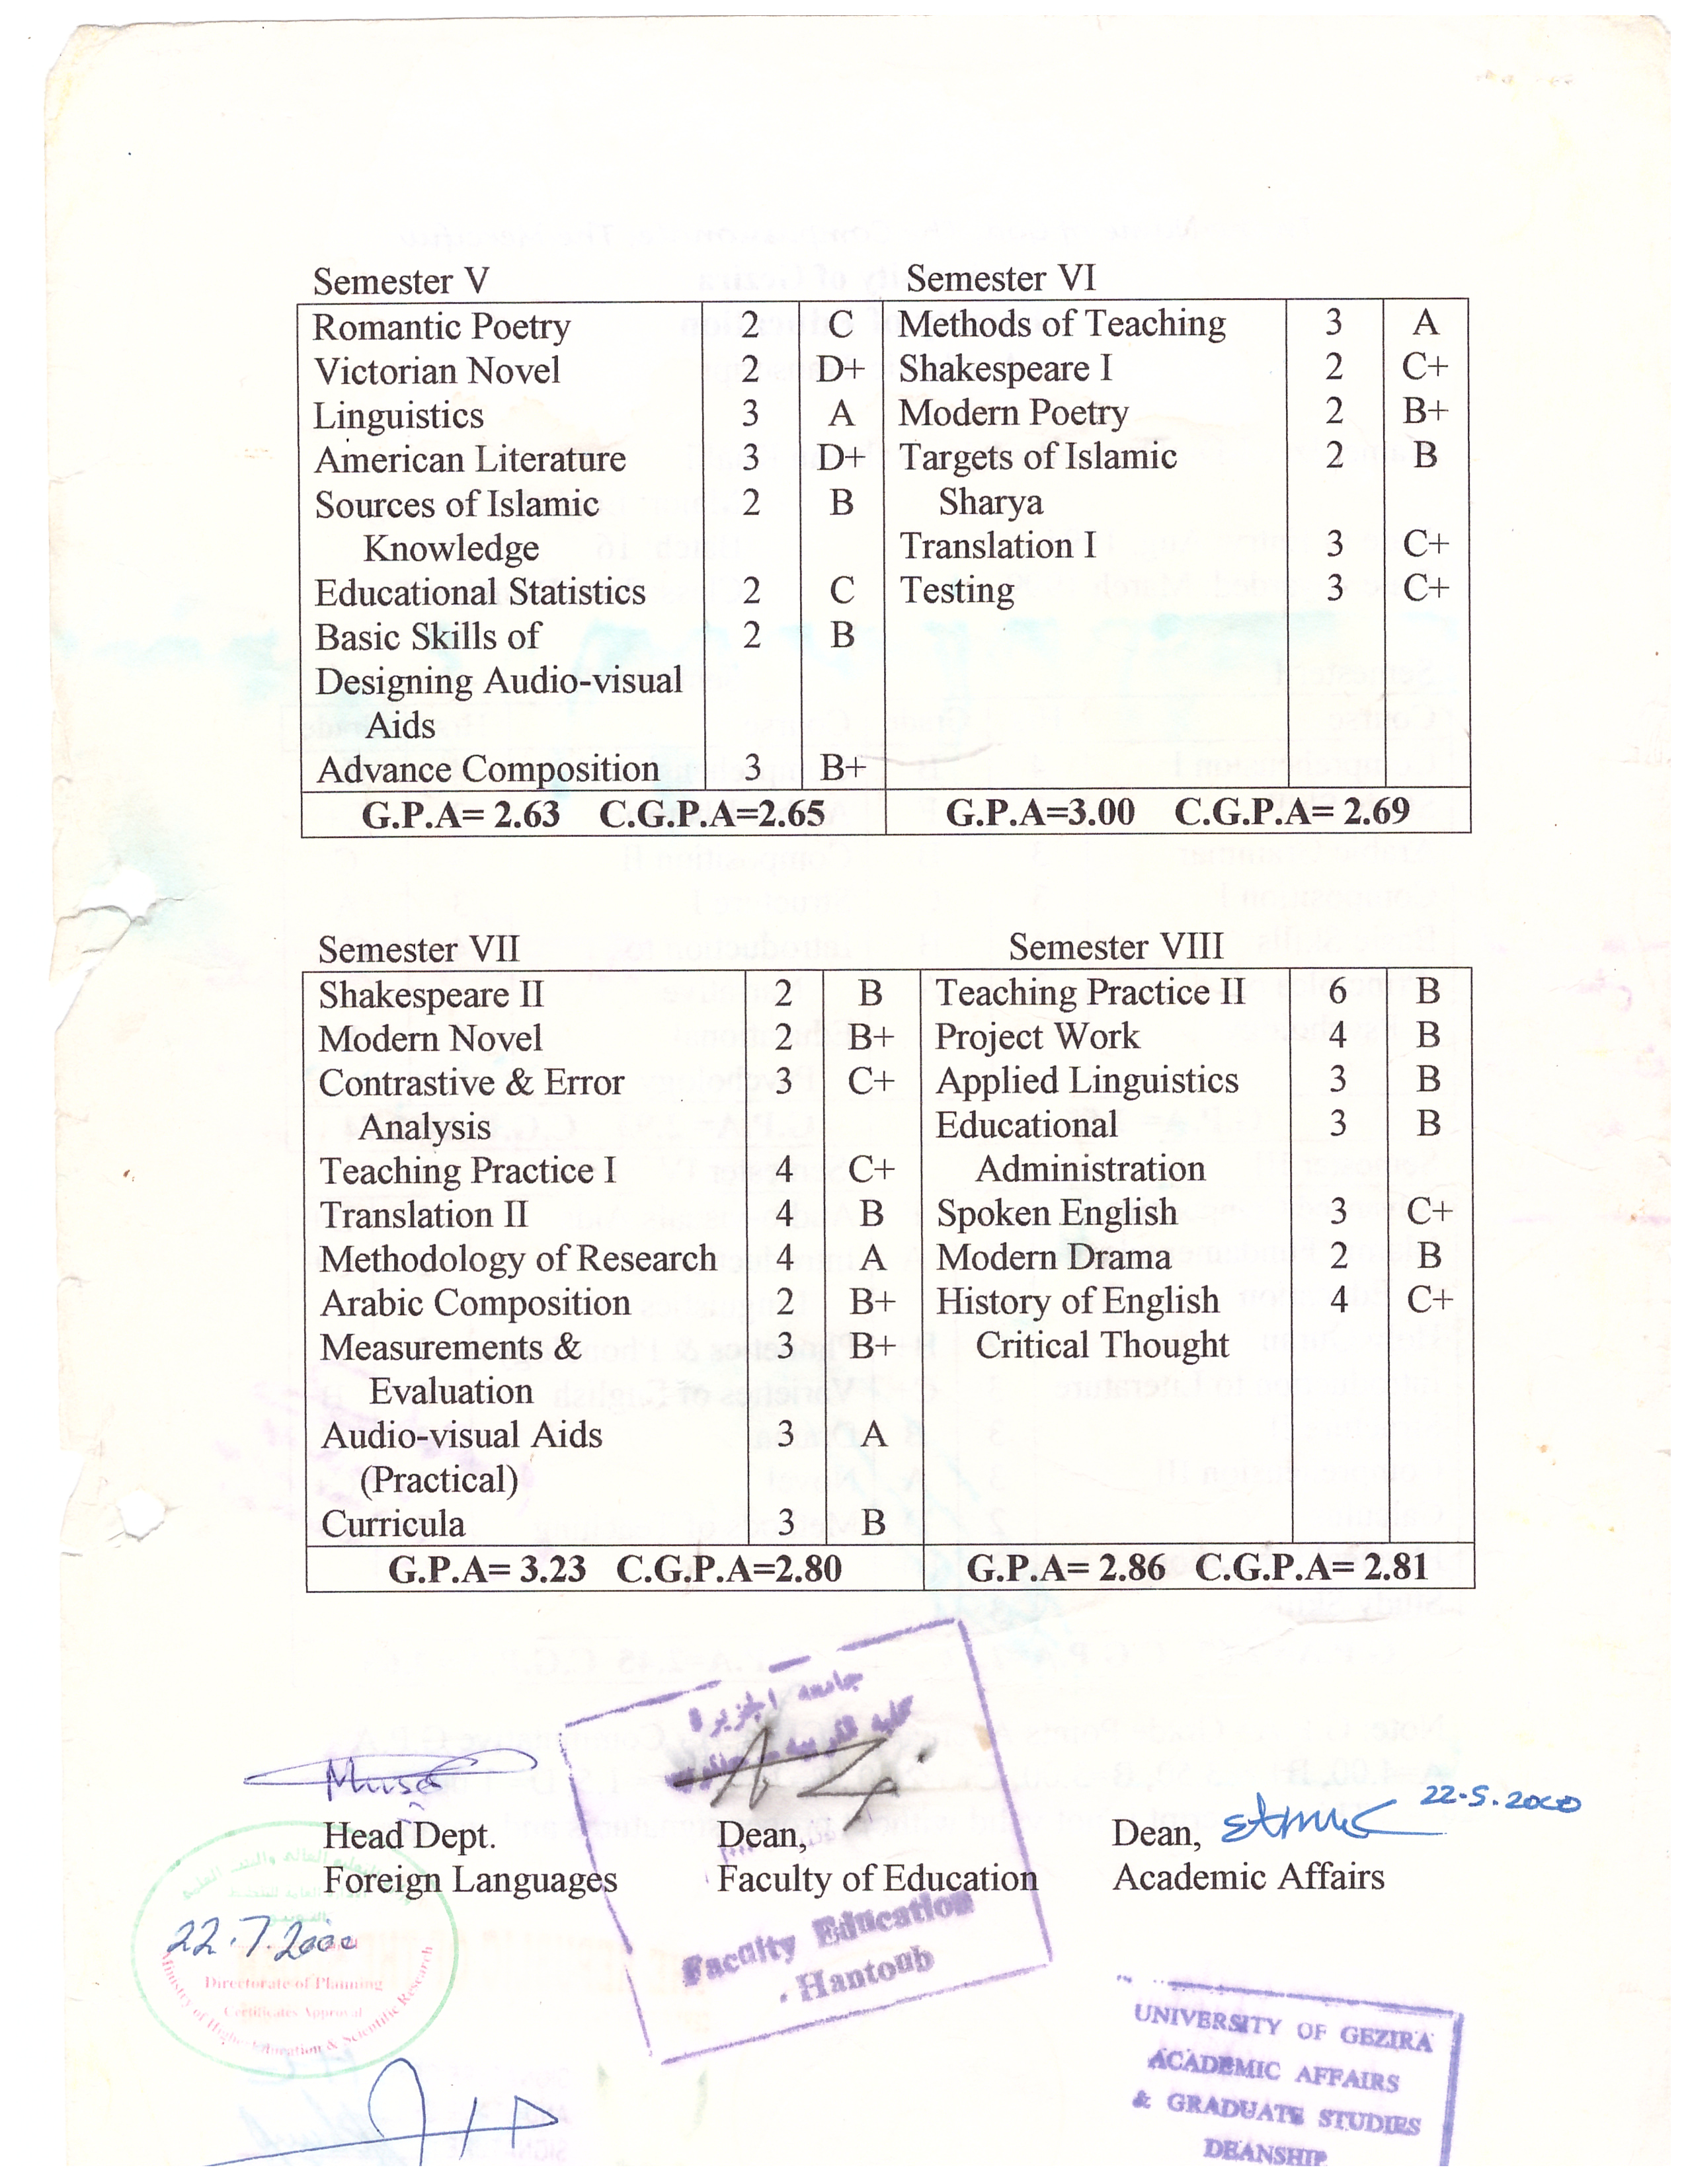 Semester V Semester VI
Romantic Poetry 2 C Methods of Teaching 3 A
Victorian Novel 2 D+ Shakespeare I 2 C+
Linguistics 3 A Modern Poetry 2 B+
American Literature 3 D+ Targets of Islamic 2 B
Sources of Islamic 2 B Sharya
Knowledge Translation I 3 C+
Educational Statistics 2 C Testing 3 C+
Basic Skills of 2 B
Designing Audio-visual
Aids
Advance Composition 3 B+
G.P.A= 2.63 C.G.P.A=2.65 G.P.A=3.00 C.G.P.A= 2.69
Semester VII Semester VIII
Shakespeare II 2 B Teaching Practice II 6 B
Modern Novel 2 B+ Project Work 4 B
Contrastive & Error 3 C+ Applied Linguistics 3 B
Analysis Educational 3 B
Teaching Practice I 4 C+ Administration
Translation II 4 B Spoken English 3 C+
Methodology of Research 4 A Modern Drama 2 B
Arabic Composition 2 B+ History of English 4 C+
Measurements & 3 B+ Critical Thought
Evaluation
Audio-visual Aids 3 A
(Practical)
Curricula 3 B
G.P.A= 3.23 C.G.P.A=2.80 G.P.A= 2.86 C.G.P.A= 2.81
جامعة الجزيرة
كلية التربية
22.5.2000
Head Dept. Dean, Dean,
Foreign Languages Faculty of Education Academic Affairs
22.7.2000
Directorate of Planning
Certificates Approval
Ministry of Higher Education & Scientific Research
Faculty Education
Hantoub
UNIVERSITY OF GEZIRA
ACADEMIC AFFAIRS
& GRADUATE STUDIES
DEANSHIP